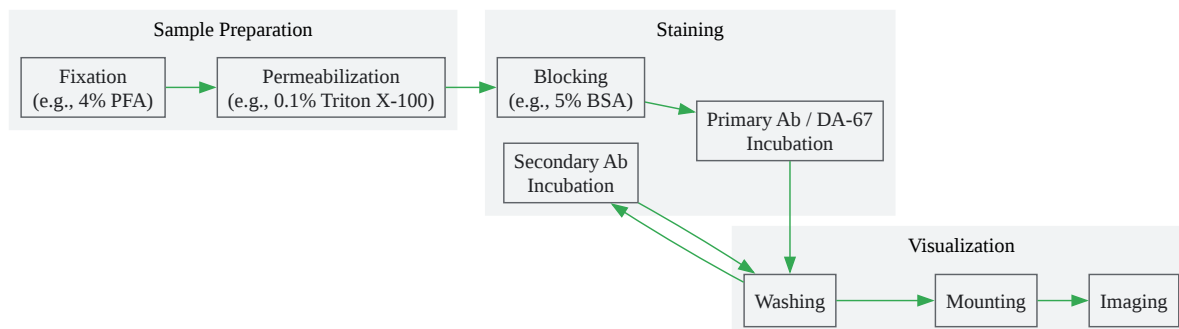 Sample Preparation
Fixation
(e.g., 4% PFA)
Permeabilization
(e.g., 0.1% Triton X-100)
Staining
Blocking
(e.g., 5% BSA)
Primary Ab / DA-67
Incubation
Secondary Ab
Incubation
Visualization
Washing
Mounting
Imaging